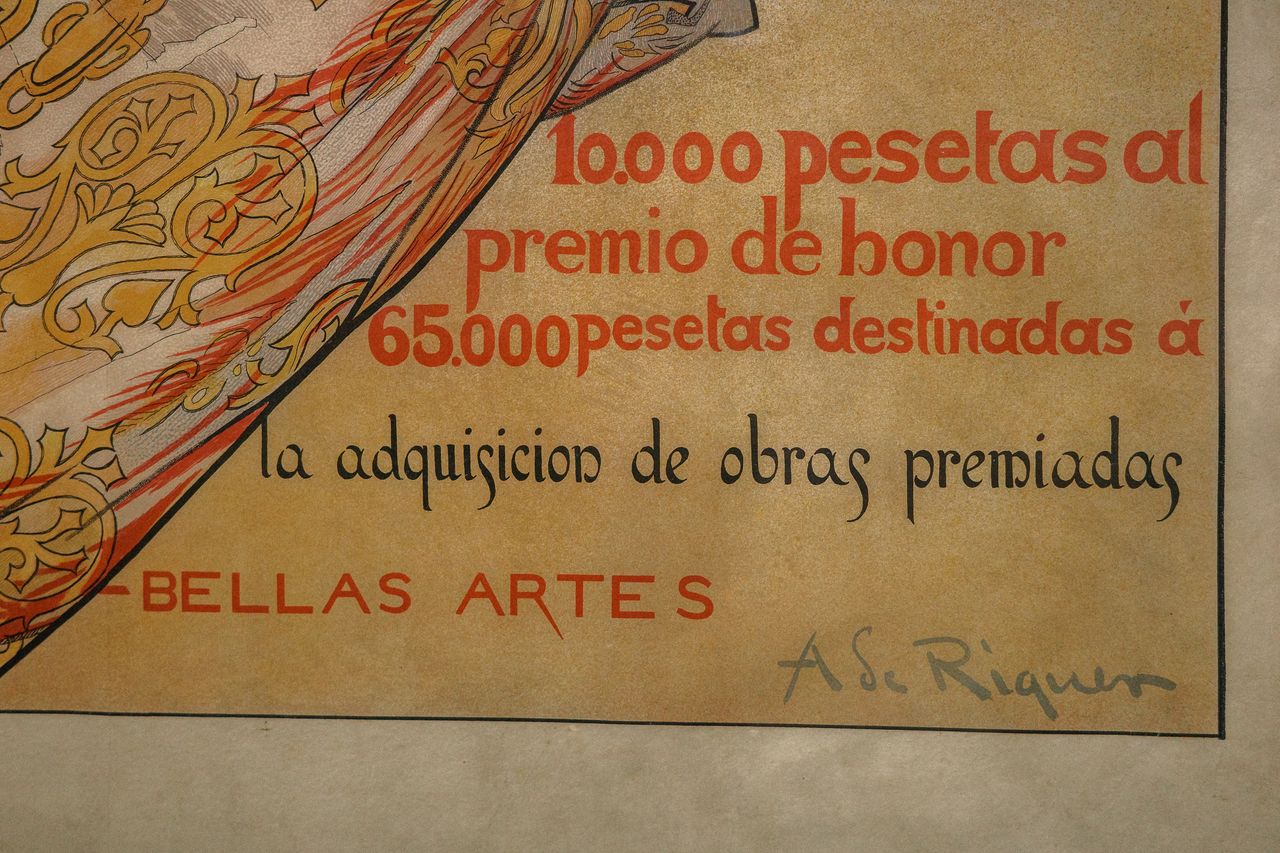 10.000 pesetas al
premio de honor
65.000 pesetas destinadas á
la adquisicion de obras premiadas
-BELLAS ARTES
A de Riquer